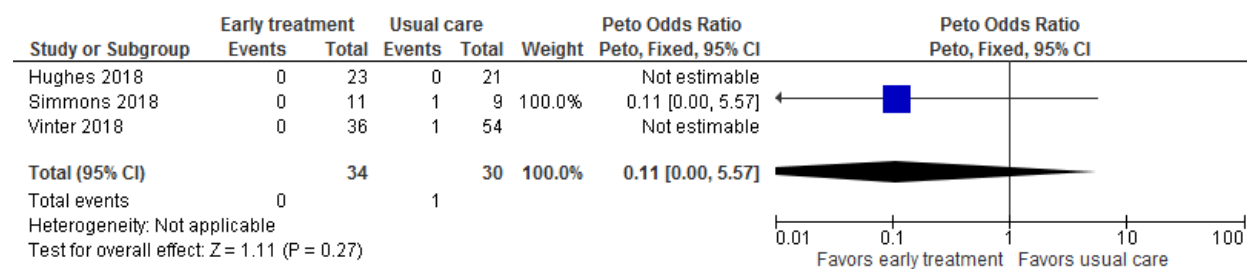 Early treatment Usual care Peto Odds Ratio Peto Odds Ratio
Study or Subgroup Events Total Events Total Weight Peto, Fixed, 95% CI Peto, Fixed, 95% CI
Hughes 2018 0 23 0 21 Not estimable
Simmons 2018 0 11 1 9 100.0% 0.11 [0.00, 5.57]
Vinter 2018 0 36 1 54 Not estimable
Total (95% CI) 34 30 100.0% 0.11 [0.00, 5.57]
Total events 0 1
Heterogeneity: Not applicable
Test for overall effect: Z = 1.11 (P = 0.27)
0.01 0.1 1 10 100
Favors early treatment Favors usual care